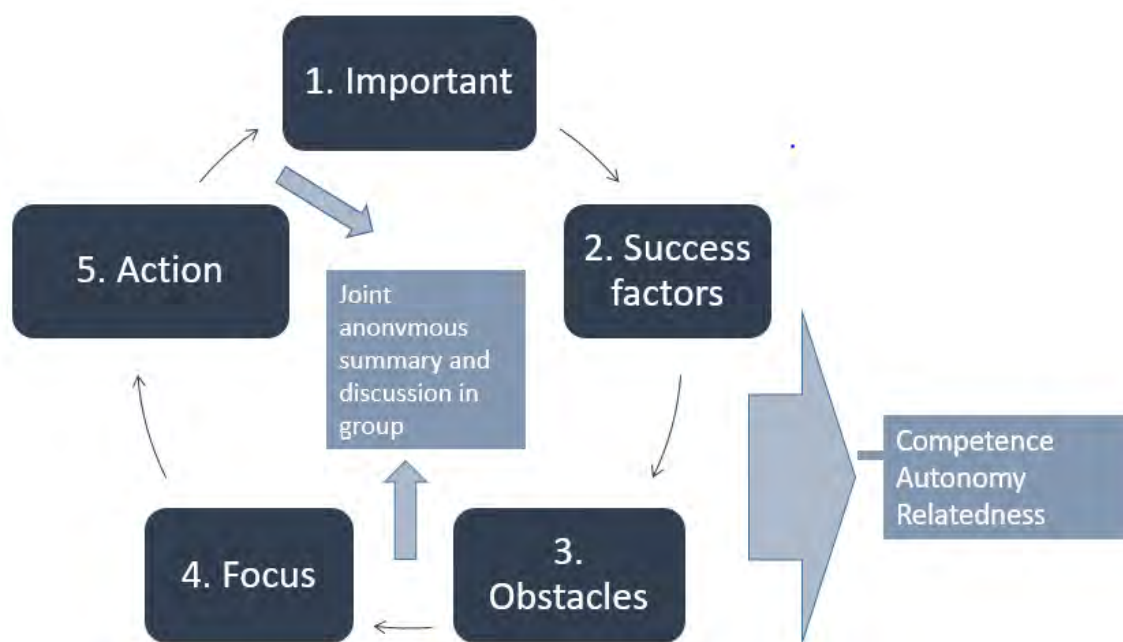 1. Important
2. Success
factors
3.
Obstacles
4. Focus
5. Action
Joint
anonvmous
summary and
discussion in
group
Competence
Autonomy
Relatedness